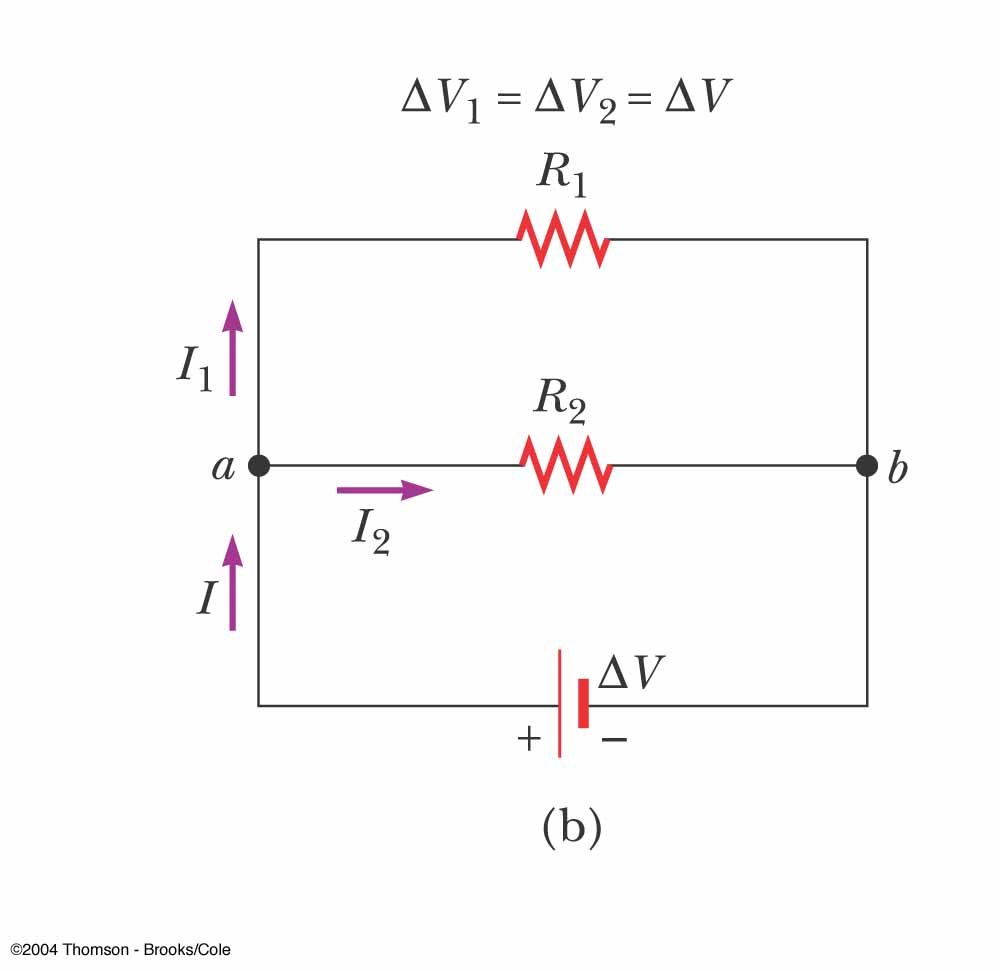 ΔV₁ = ΔV₂ = ΔV
R₁
I₁
R₂
a
b
I₂
I
ΔV
+ −
(b)
©2004 Thomson - Brooks/Cole